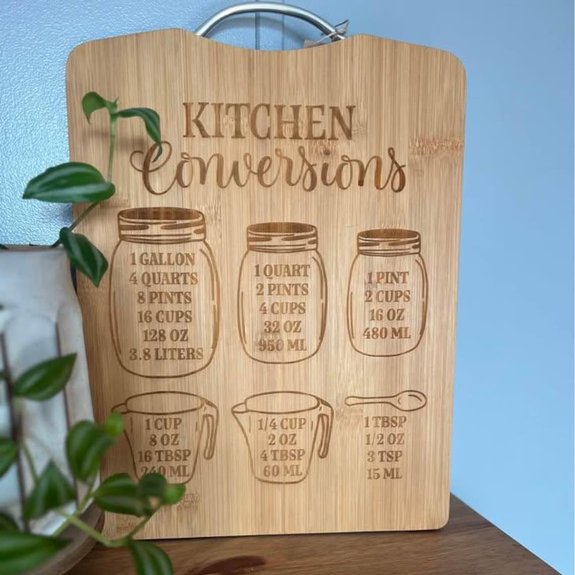 KITCHEN
Conversions
1 GALLON
4 QUARTS
8 PINTS
16 CUPS
128 OZ
3.8 LITERS
1 QUART
2 PINTS
4 CUPS
32 OZ
950 ML
1 PINT
2 CUPS
16 OZ
480 ML
1 CUP
8 OZ
16 TBSP
240 ML
1/4 CUP
2 OZ
4 TBSP
60 ML
1 TBSP
1/2 OZ
3 TSP
15 ML